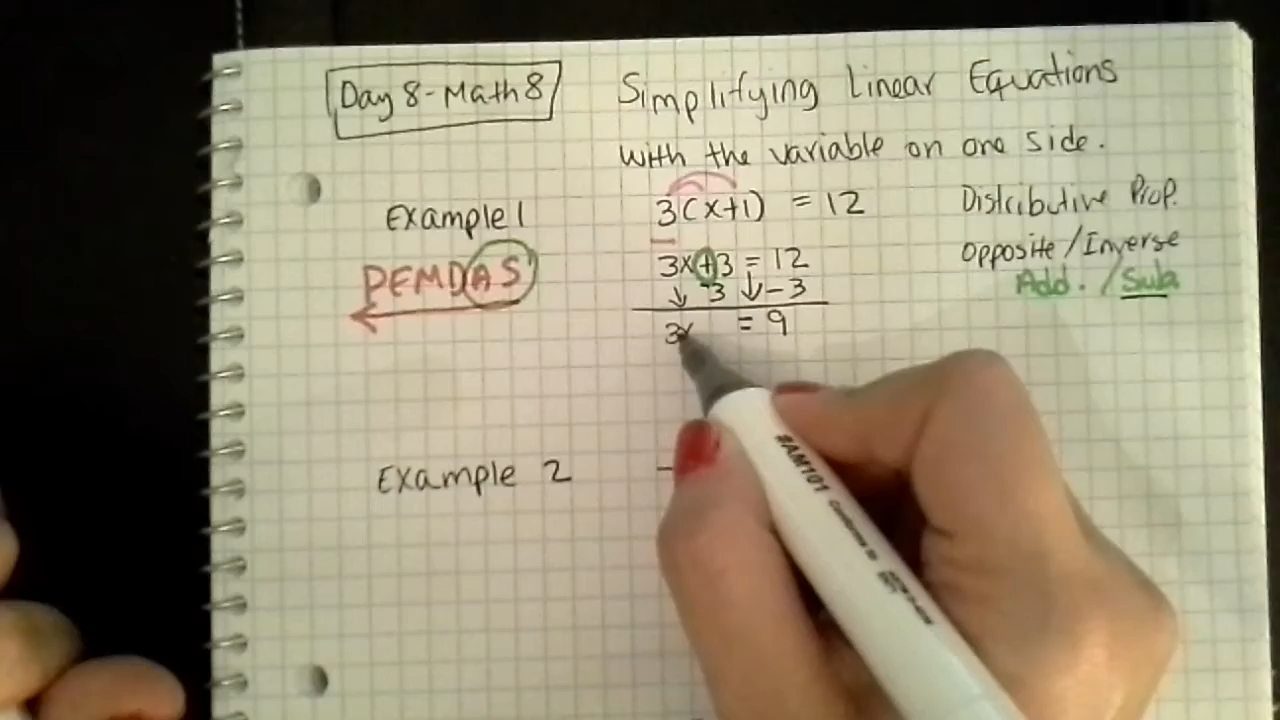 Day 8 - Math 8
Simplifying Linear Equations
with the variable on one side.
Example 1
3(x+1) = 12
Distributive Prop.
PEMDAS
3x+3 = 12
Opposite / Inverse
-3 -3
Add. / Sub.
3x = 9
Example 2
#AM101